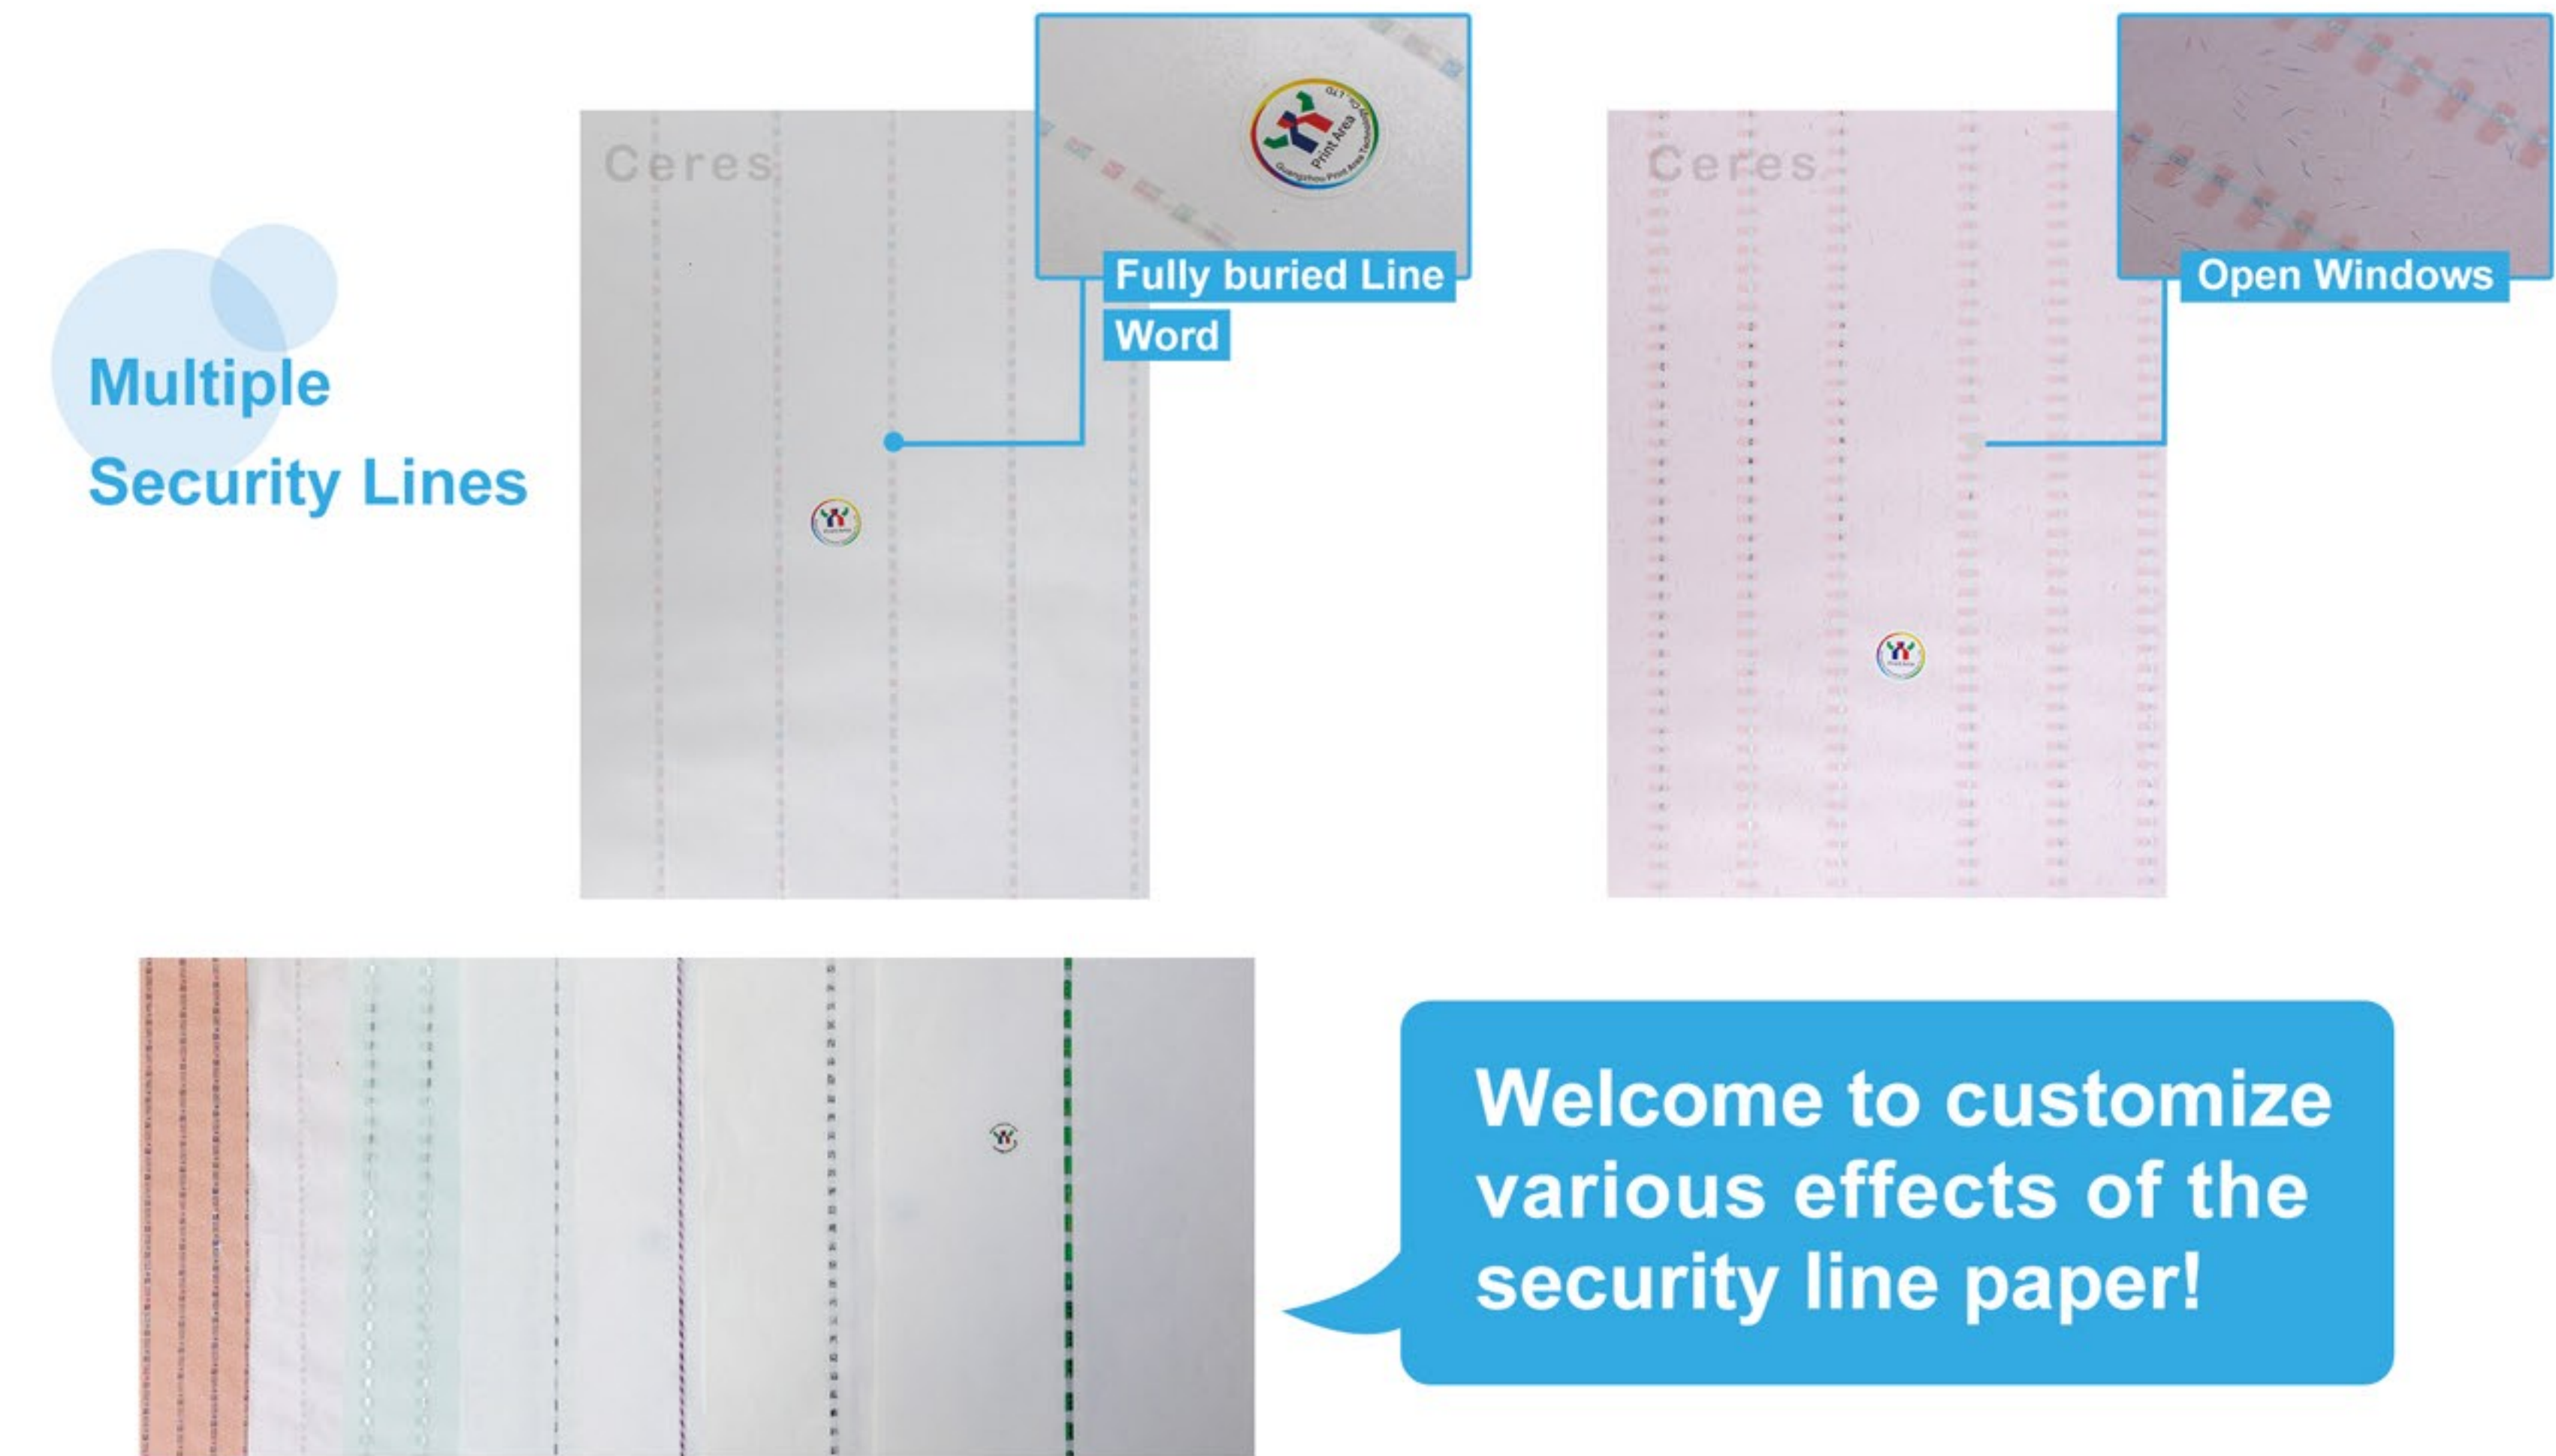 Multiple
Security Lines
Ceres
Print Area
Guangzhou Print Area Technology Co., LTD
Fully buried Line
Word
Ceres
Open Windows
Welcome to customize
various effects of the
security line paper!